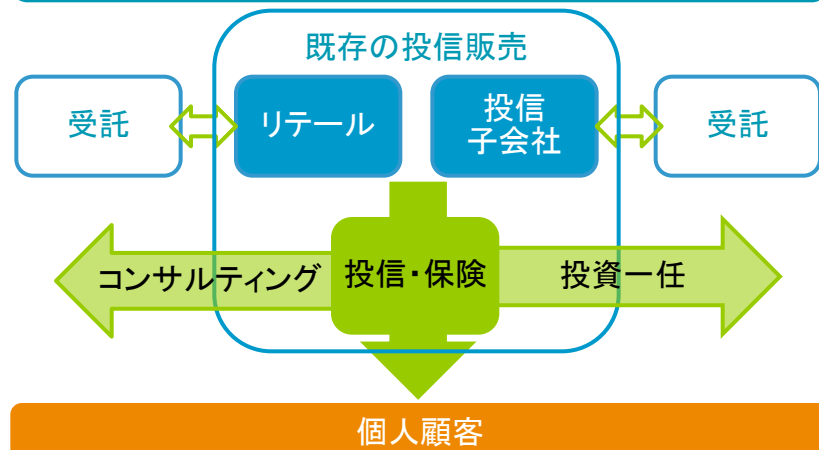 既存の投信販売
受託
リテール
投信
子会社
受託
コンサルティング
投信・保険
投資一任
個人顧客